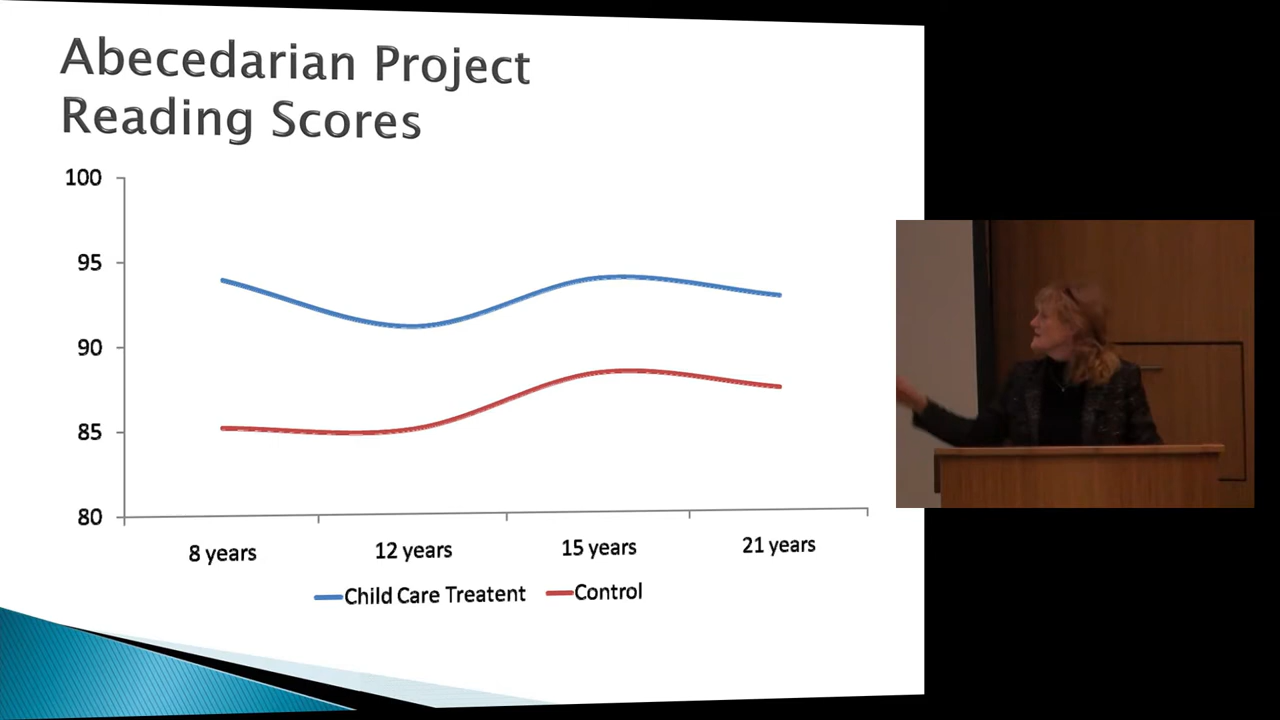 Abecedarian Project
Reading Scores
100
95
90
85
80
8 years 12 years 15 years 21 years
Child Care Treatent Control